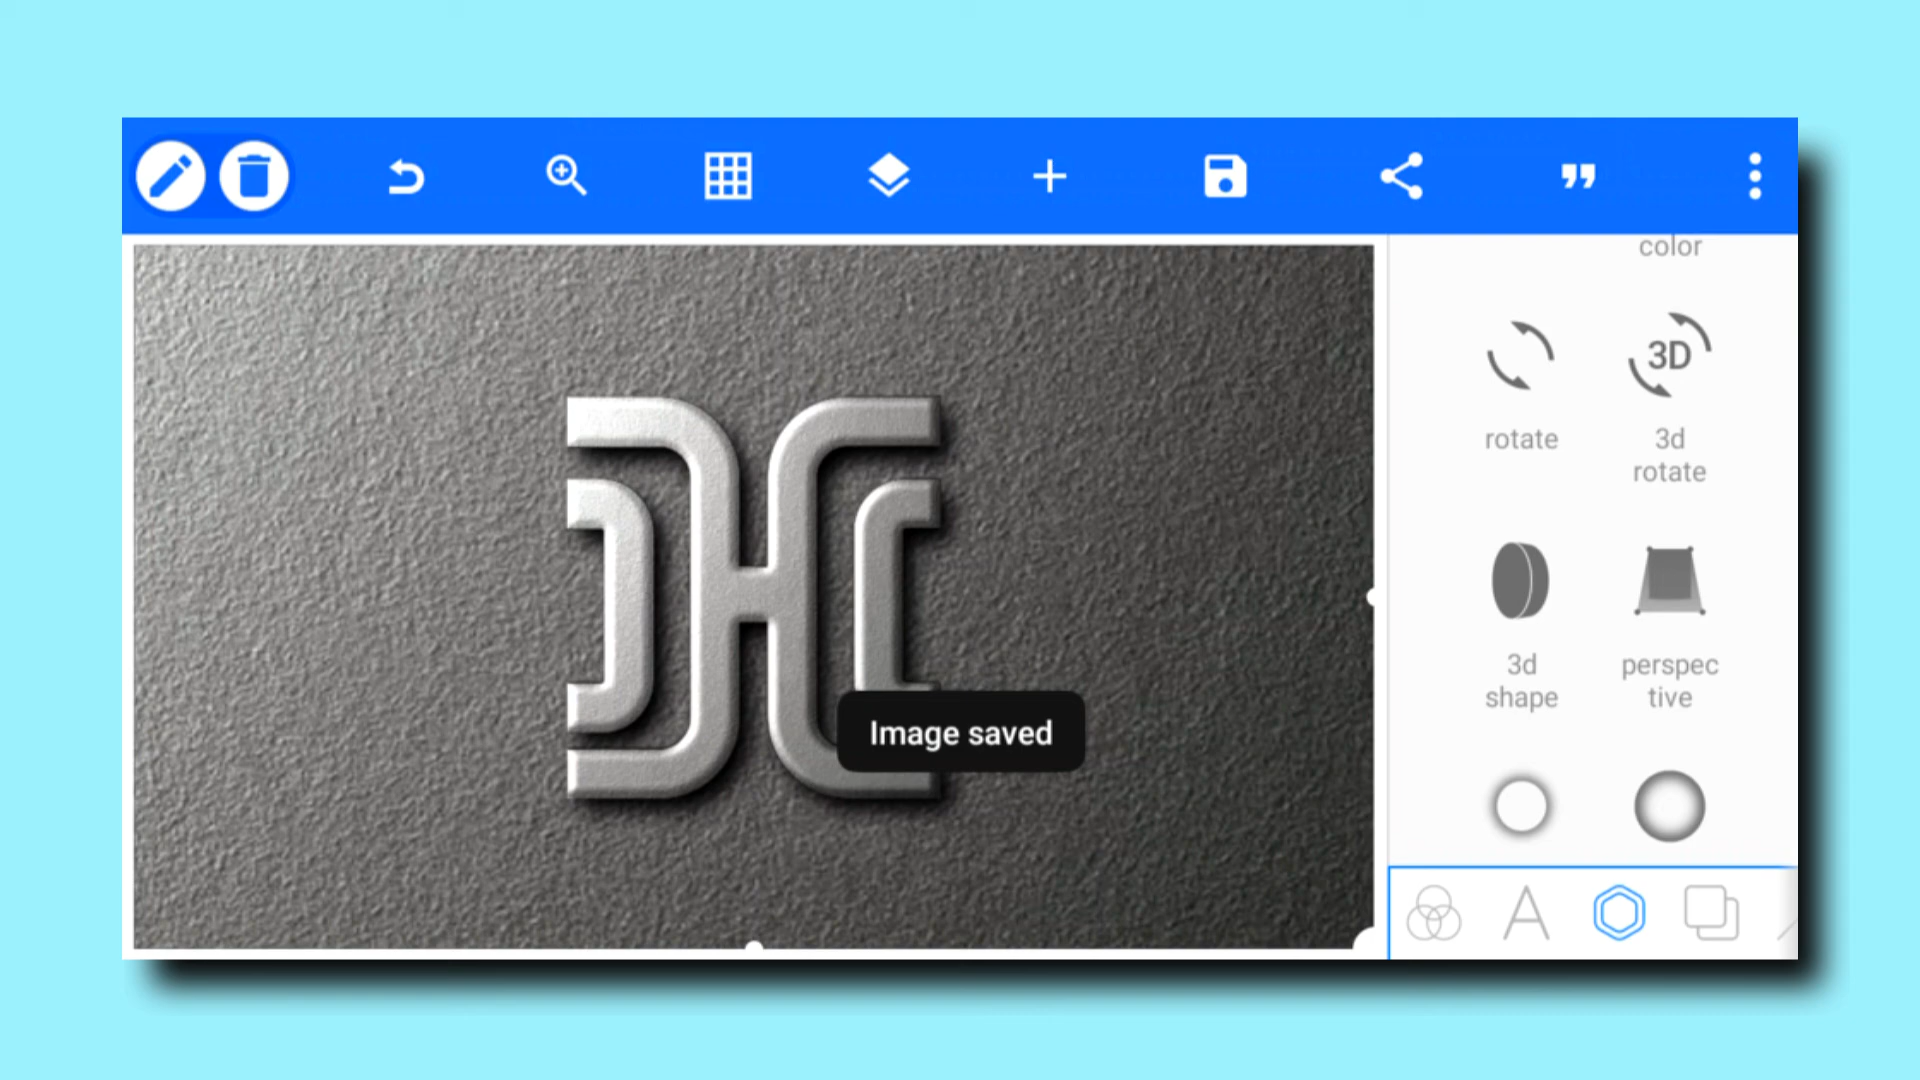 color
3D
rotate
3d
rotate
3d
shape
perspec
tive
Image saved